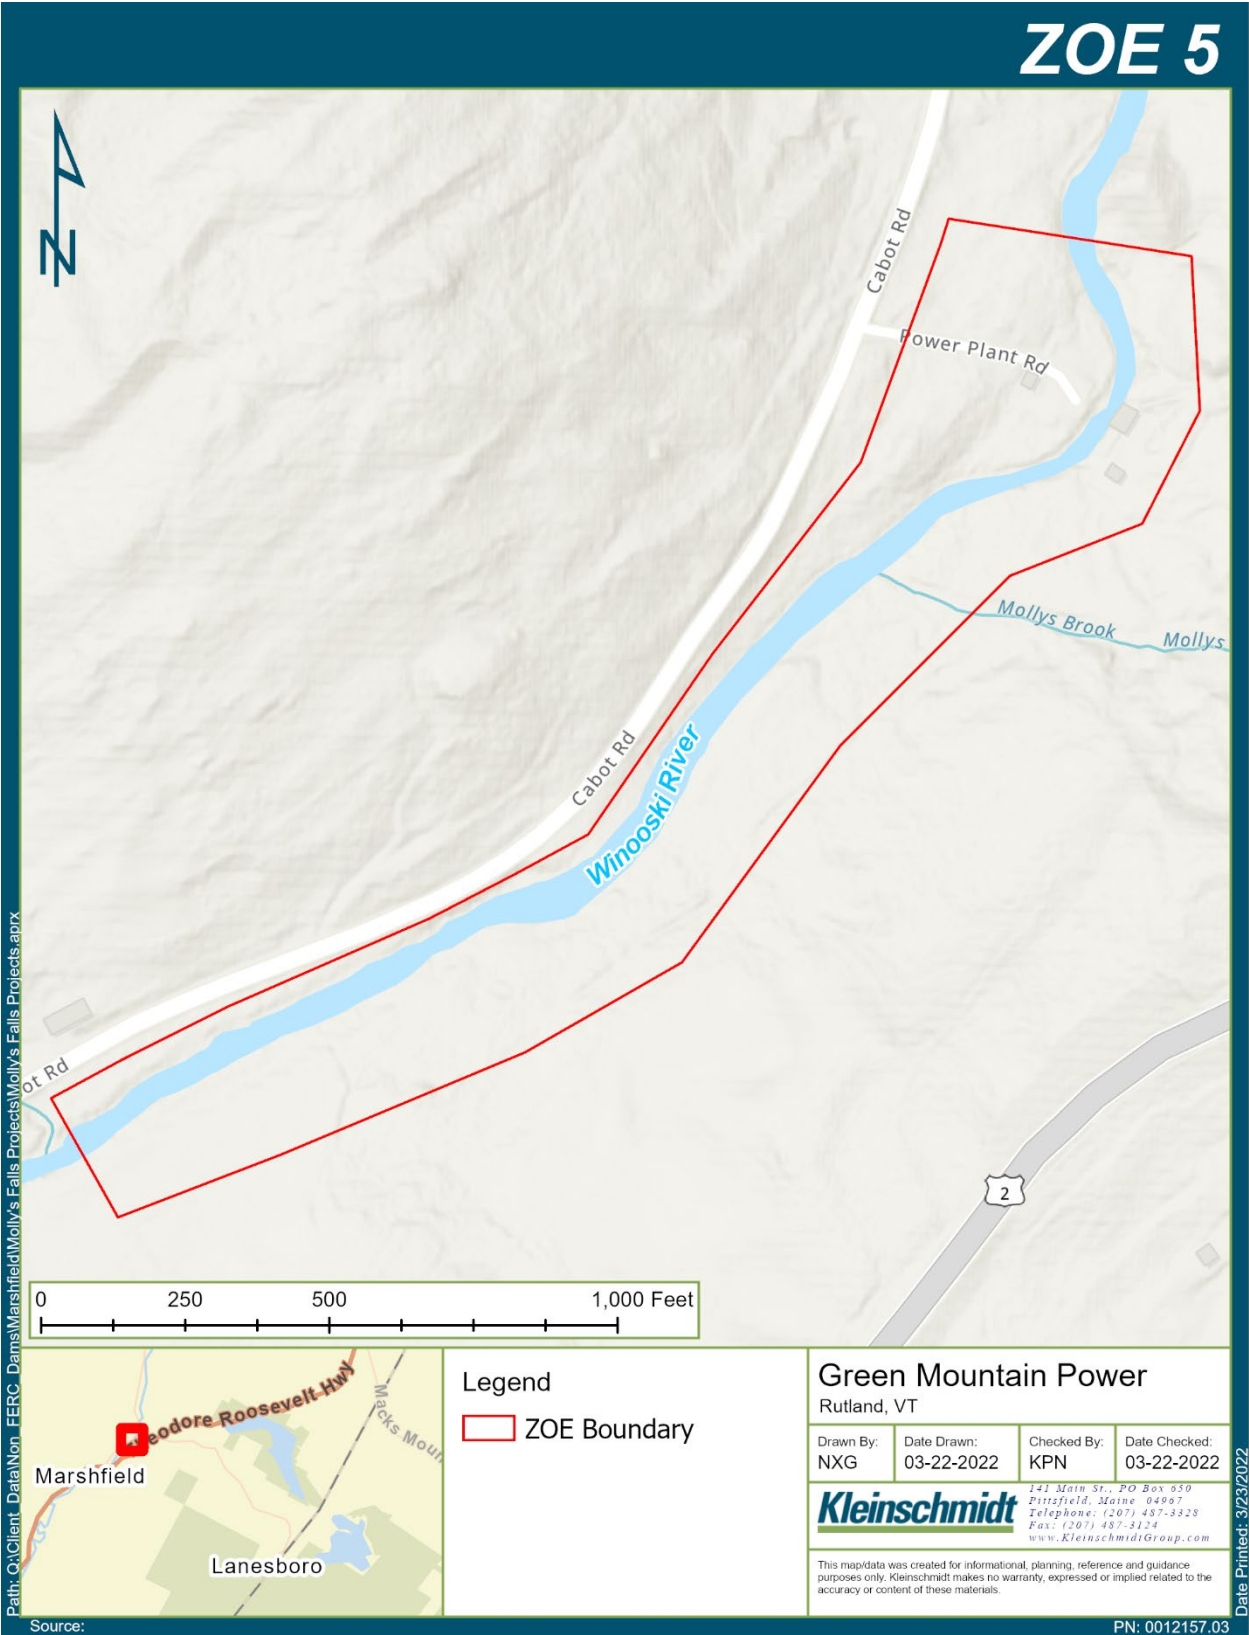 ZOE 5
N
Cabot Rd
Power Plant Rd
Mollys Brook
Mollys
Cabot Rd
Winooski River
ot Rd
2
0 250 500 1,000 Feet
Theodore Roosevelt Hwy
Macks Moun
Marshfield
Lanesboro
Legend
ZOE Boundary
Green Mountain Power
Rutland, VT
Drawn By:
NXG
Date Drawn:
03-22-2022
Checked By:
KPN
Date Checked:
03-22-2022
Kleinschmidt
141 Main St., PO Box 650
Pittsfield, Maine 04967
Telephone: (207) 487-3328
Fax: (207) 487-3124
www.KleinschmidtGroup.com
This map/data was created for informational, planning, reference and guidance
purposes only. Kleinschmidt makes no warranty, expressed or implied related to the
accuracy or content of these materials.
Path: Q:\Client_Data\Non_FERC_Dams\Marshfield\Molly's Falls Projects\Molly's Falls Projects.aprx
Date Printed: 3/23/2022
Source:
PN: 0012157.03